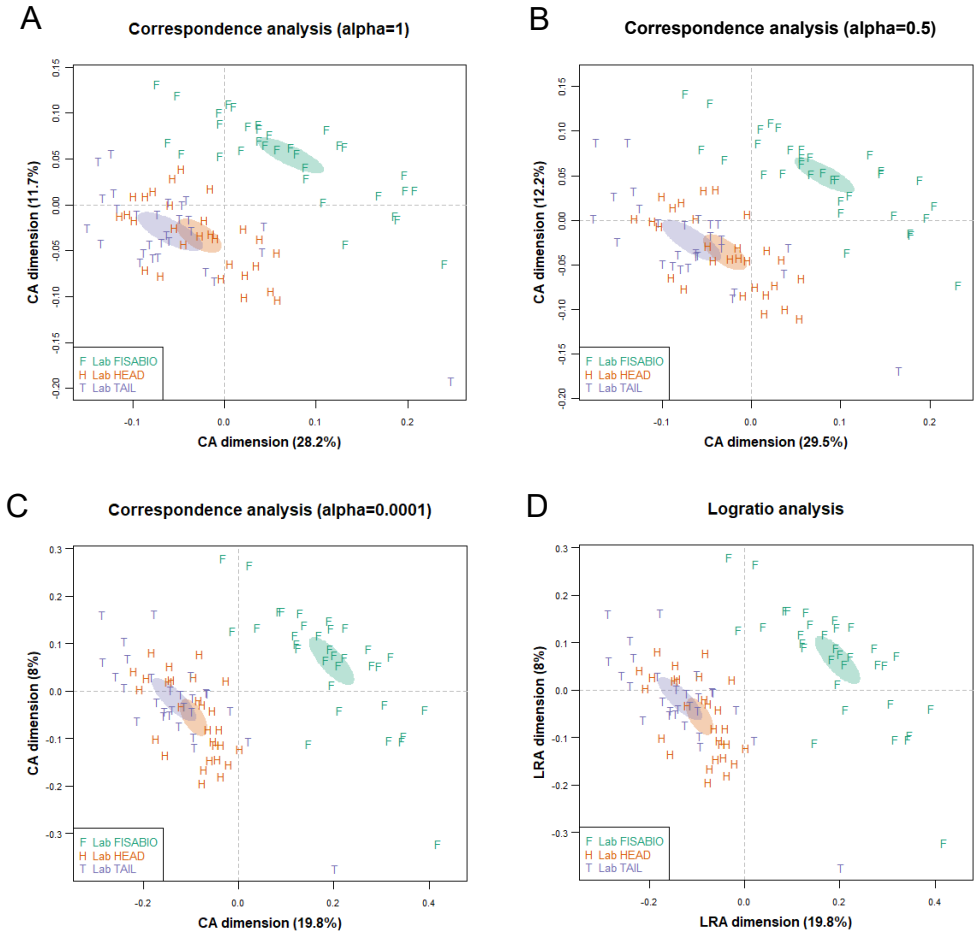 A
Correspondence analysis (alpha=1)
CA dimension (11.7%)
0.15
0.10
0.05
0.00
-0.05
-0.10
-0.15
-0.20
F Lab FISABIO
H Lab HEAD
T Lab TAIL
-0.1 0.0 0.1 0.2
CA dimension (28.2%)
B
Correspondence analysis (alpha=0.5)
CA dimension (12.2%)
0.15
0.10
0.05
0.00
-0.05
-0.10
-0.15
-0.20
F Lab FISABIO
H Lab HEAD
T Lab TAIL
-0.1 0.0 0.1 0.2
CA dimension (29.5%)
C
Correspondence analysis (alpha=0.0001)
CA dimension (8%)
0.3
0.2
0.1
0.0
-0.1
-0.2
-0.3
F Lab FISABIO
H Lab HEAD
T Lab TAIL
-0.2 0.0 0.2 0.4
CA dimension (19.8%)
D
Logratio analysis
LRA dimension (8%)
0.3
0.2
0.1
0.0
-0.1
-0.2
-0.3
F Lab FISABIO
H Lab HEAD
T Lab TAIL
-0.2 0.0 0.2 0.4
LRA dimension (19.8%)